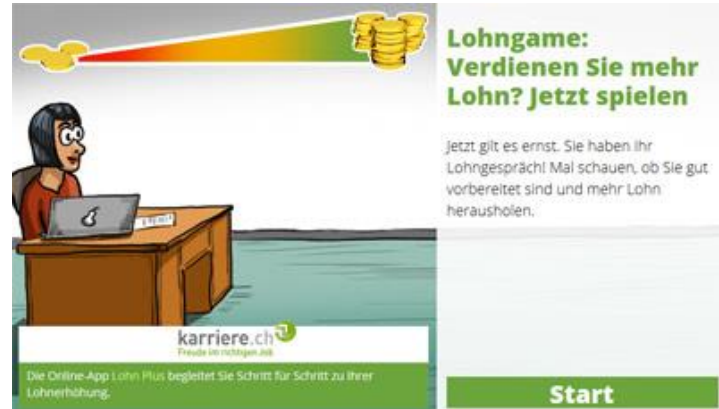 Lohngame:
Verdienen Sie mehr
Lohn? Jetzt spielen
Jetzt gilt es ernst. Sie haben Ihr
Lohngespräch! Mal schauen, ob Sie gut
vorbereitet sind und mehr Lohn
herausholen.
karriere.ch
Freude im richtigen Job
Die Online-App Lohn Plus begleitet Sie Schritt für Schritt zu Ihrer
Lohnerhöhung.
Start